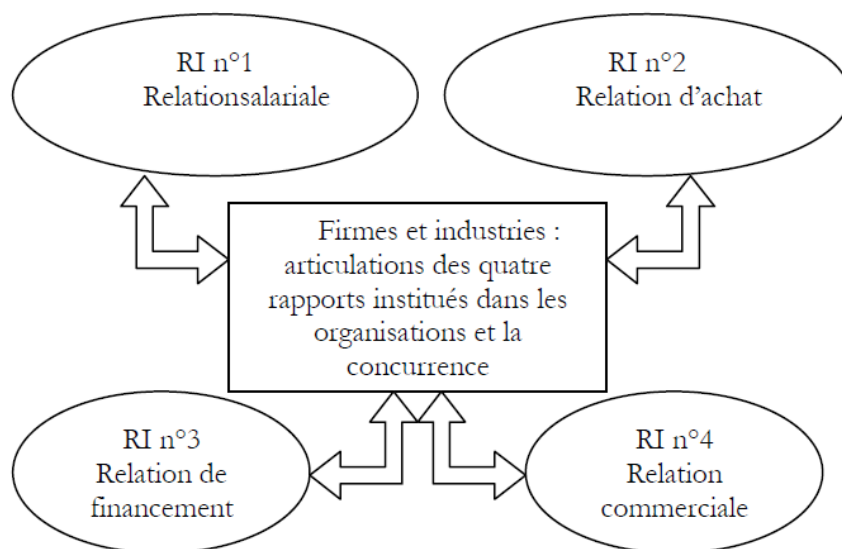 RI n°1
Relationsalariale
RI n°2
Relation d'achat
Firmes et industries :
articulations des quatre
rapports institués dans les
organisations et la
concurrence
RI n°3
Relation de
financement
RI n°4
Relation
commerciale